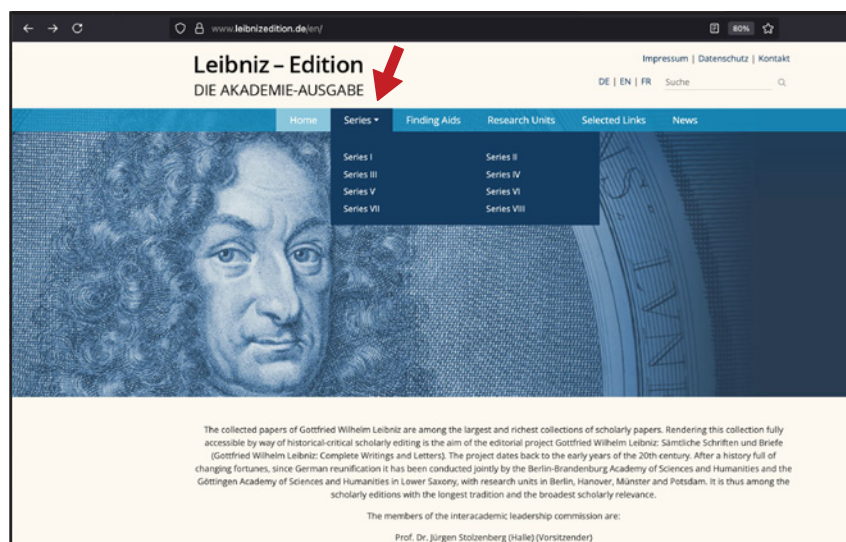 www.leibnizedition.de/en/
80%
Leibniz – Edition
DIE AKADEMIE-AUSGABE
Impressum | Datenschutz | Kontakt
DE | EN | FR Suche
Home Series Finding Aids Research Units Selected Links News
Series I Series II
Series III Series IV
Series V Series VI
Series VII Series VIII
The collected papers of Gottfried Wilhelm Leibniz are among the largest and richest collections of scholarly papers. Rendering this collection fully
accessible by way of historical-critical scholarly editing is the aim of the editorial project Gottfried Wilhelm Leibniz: Sämtliche Schriften und Briefe
(Gottfried Wilhelm Leibniz: Complete Writings and Letters). The project dates back to the early years of the 20th century. After a history full of
changing fortunes, since German reunification it has been conducted jointly by the Berlin-Brandenburg Academy of Sciences and Humanities and the
Göttingen Academy of Sciences and Humanities in Lower Saxony, with research units in Berlin, Hanover, Münster and Potsdam. It is thus among the
scholarly editions with the longest tradition and the broadest scholarly relevance.
The members of the interacademic leadership commission are:
Prof. Dr. Jürgen Stolzenberg (Halle) (Vorsitzender)